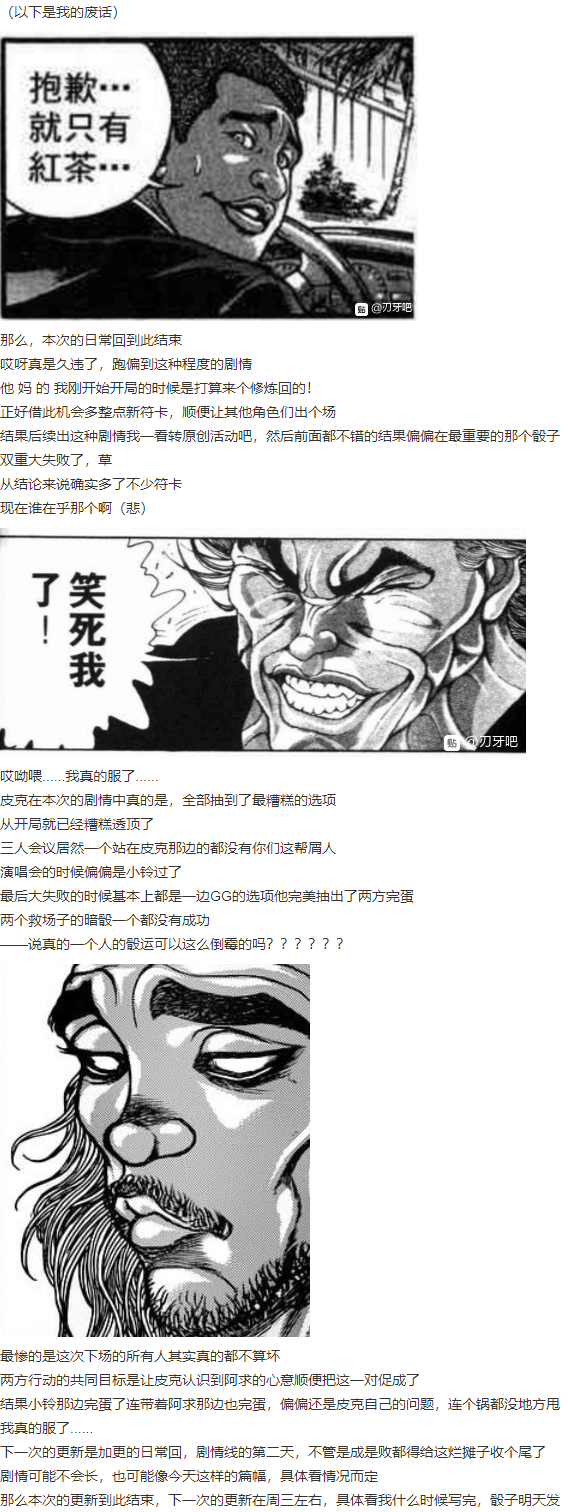 （以下是我的废话）
抱歉…
就只有
紅茶…
贴 @刃牙吧
那么，本次的日常回到此结束
哎呀真是久违了，跑偏到这种程度的剧情
他 妈 的 我刚开始开局的时候是打算来个修炼回的！
正好借此机会多整点新符卡，顺便让其他角色们出个场
结果后续出这种剧情我一看转原创活动吧，然后前面都不错的结果偏偏在最重要的那个骰子
双重大失败了，草
从结论来说确实多了不少符卡
现在谁在乎那个啊（悲）
笑死我
了！
贴 @刃牙吧
哎呦喂......我真的服了......
皮克在本次的剧情中真的是，全部抽到了最糟糕的选项
从开局就已经糟糕透顶了
三人会议居然一个站在皮克那边的都没有你们这帮屑人
演唱会的时候偏偏是小铃过了
最后大失败的时候基本上都是一边GG的选项他完美抽出了两方完蛋
两个救场子的暗骰一个都没有成功
——说真的一个人的骰运可以这么倒霉的吗？？？？？？
最惨的是这次下场的所有人其实真的都不算坏
两方行动的共同目标是让皮克认识到阿求的心意顺便把这一对促成了
结果小铃那边完蛋了连带着阿求那边也完蛋，偏偏还是皮克自己的问题，连个锅都没地方甩
我真的服了......
下一次的更新是加更的日常回，剧情线的第二天，不管是成是败都得给这烂摊子收个尾了
剧情可能不会长，也可能像今天这样的篇幅，具体看情况而定
那么本次的更新到此结束，下一次的更新在周三左右，具体看我什么时候写完，骰子明天发